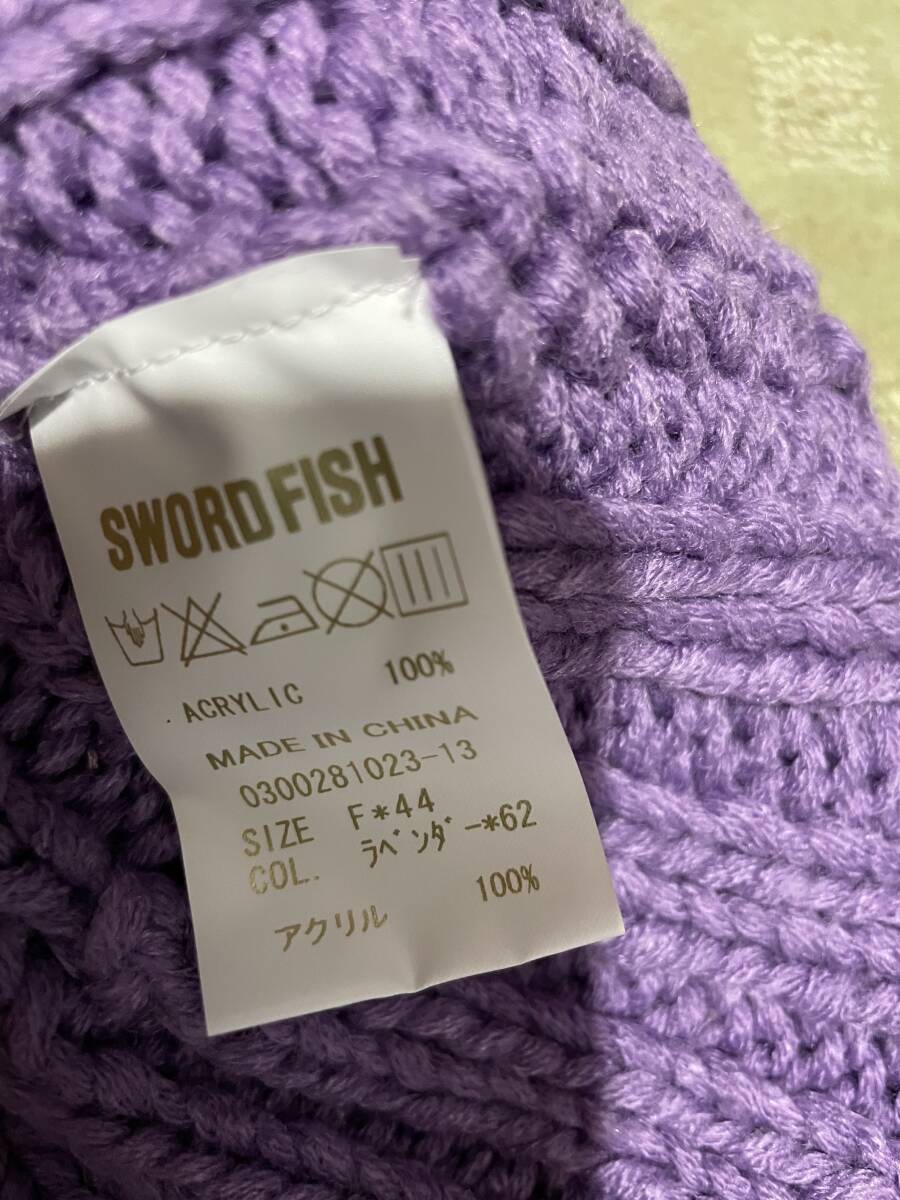 SWORD FISH
ACRYLIC 100%
MADE IN CHINA
0300281023-13
SIZE F*44
COL. ﾗﾍﾞﾝﾀﾞｰ*62
アクリル 100%